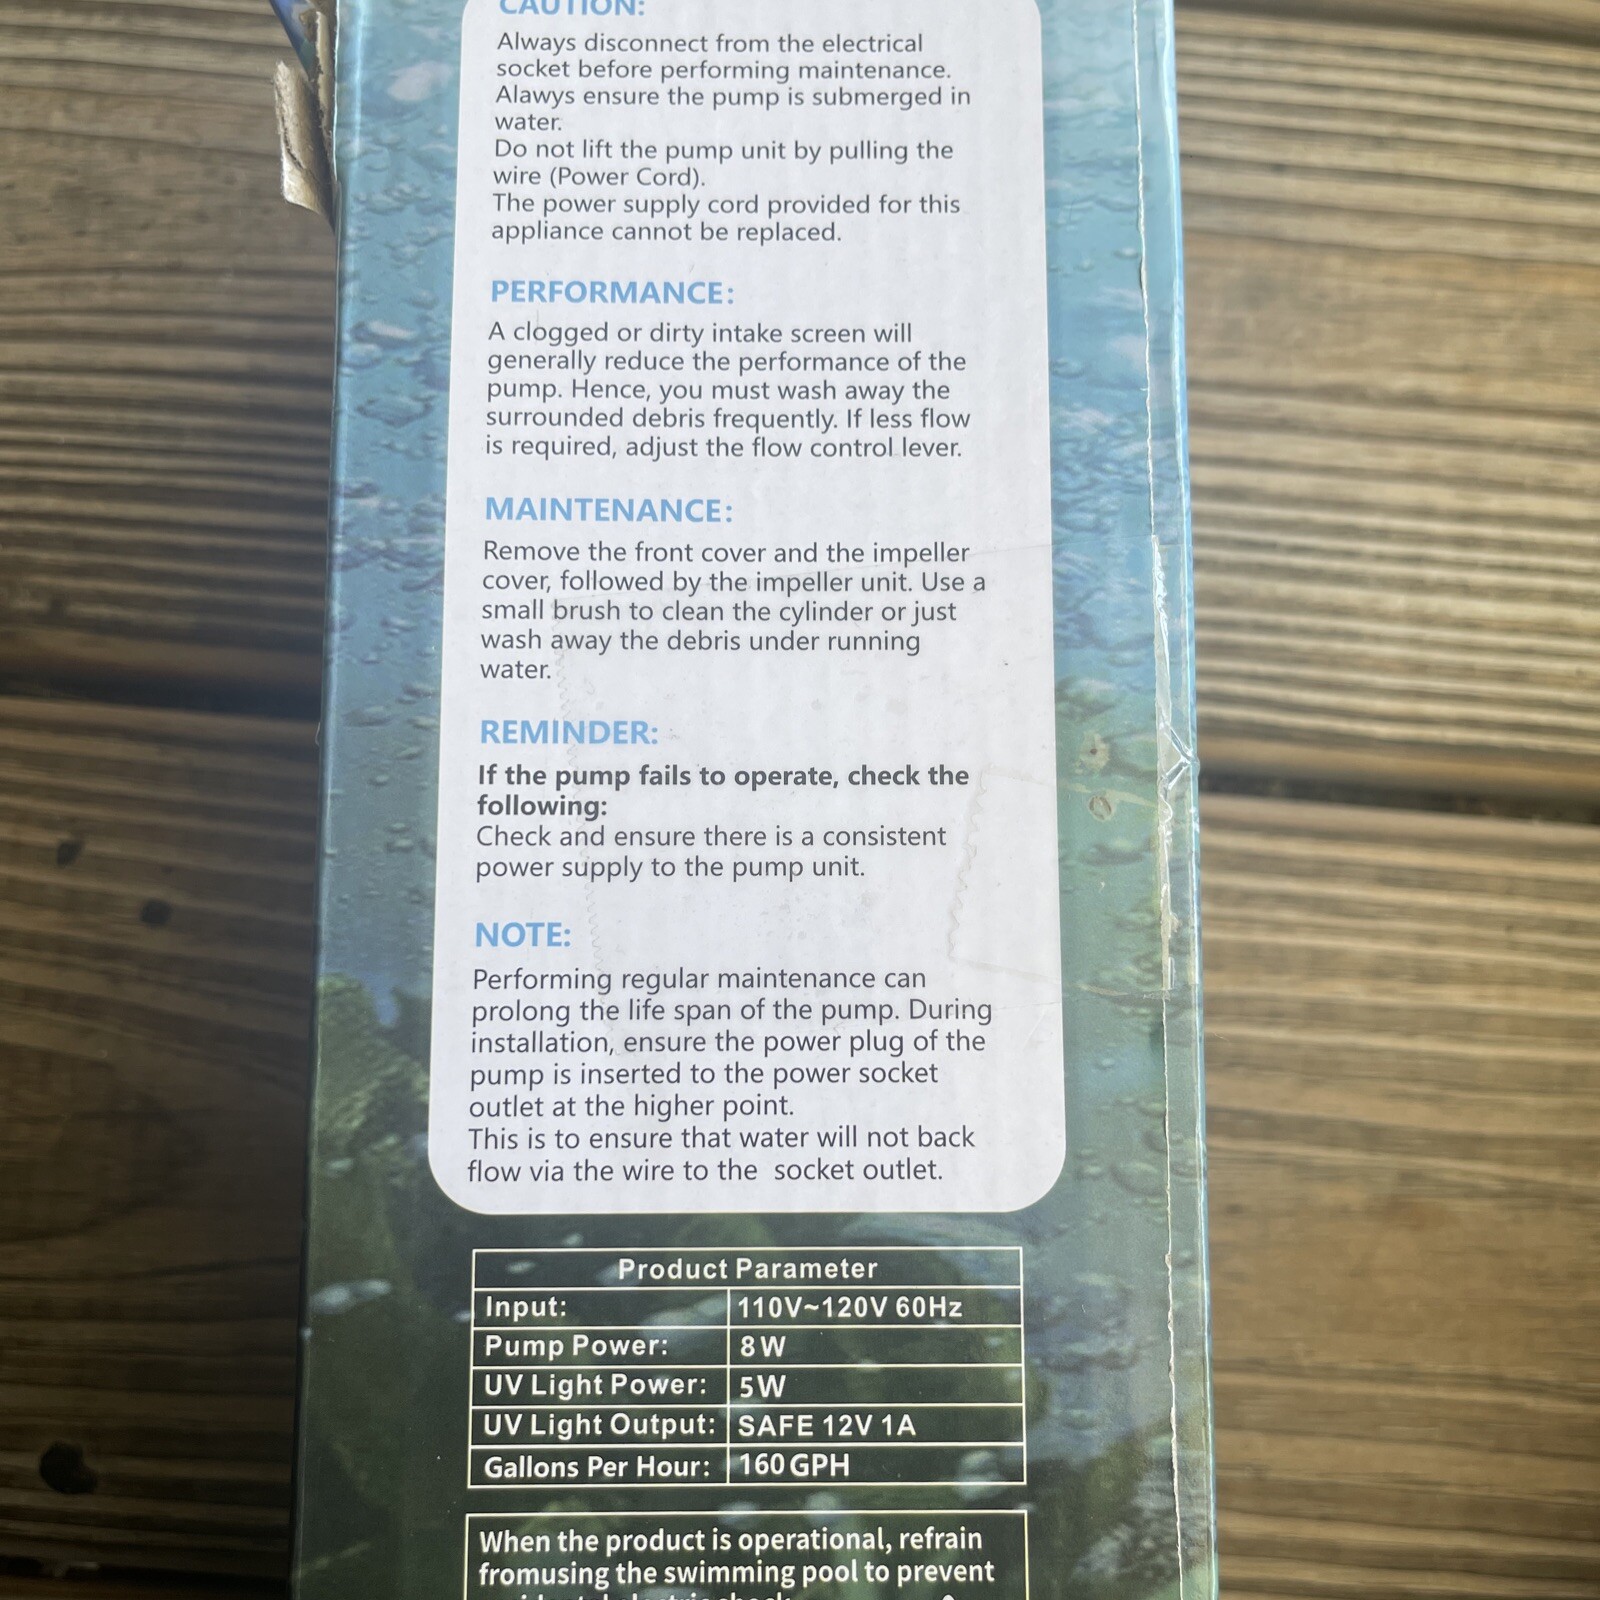 CAUTION:
Always disconnect from the electrical
socket before performing maintenance.
Alawys ensure the pump is submerged in
water.
Do not lift the pump unit by pulling the
wire (Power Cord).
The power supply cord provided for this
appliance cannot be replaced.
PERFORMANCE:
A clogged or dirty intake screen will
generally reduce the performance of the
pump. Hence, you must wash away the
surrounded debris frequently. If less flow
is required, adjust the flow control lever.
MAINTENANCE:
Remove the front cover and the impeller
cover, followed by the impeller unit. Use a
small brush to clean the cylinder or just
wash away the debris under running
water.
REMINDER:
If the pump fails to operate, check the
following:
Check and ensure there is a consistent
power supply to the pump unit.
NOTE:
Performing regular maintenance can
prolong the life span of the pump. During
installation, ensure the power plug of the
pump is inserted to the power socket
outlet at the higher point.
This is to ensure that water will not back
flow via the wire to the socket outlet.
Product Parameter
Input: 110V~120V 60Hz
Pump Power: 8W
UV Light Power: 5W
UV Light Output: SAFE 12V 1A
Gallons Per Hour: 160GPH
When the product is operational, refrain
fromusing the swimming pool to prevent